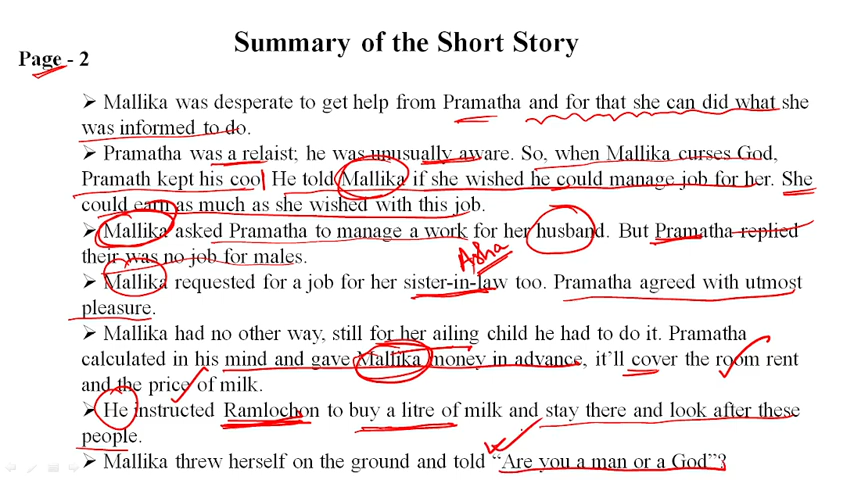 Summary of the Short Story
Page - 2
➤ Mallika was desperate to get help from Pramatha and for that she can did what she
was informed to do.
➤ Pramatha was a relaist; he was unusually aware. So, when Mallika curses God,
Pramath kept his cool He told Mallika if she wished he could manage job for her. She
could earn as much as she wished with this job.
➤ Mallika asked Pramatha to manage a work for her husband. But Pramatha replied
their was no job for males.
Asha
➤ Mallika requested for a job for her sister-in-law too. Pramatha agreed with utmost
pleasure.
➤ Mallika had no other way, still for her ailing child he had to do it. Pramatha
calculated in his mind and gave Mallika money in advance, it'll cover the room rent
and the price of milk.
➤ He instructed Ramlochon to buy a litre of milk and stay there and look after these
people.
➤ Mallika threw herself on the ground and told "Are you a man or a God"?